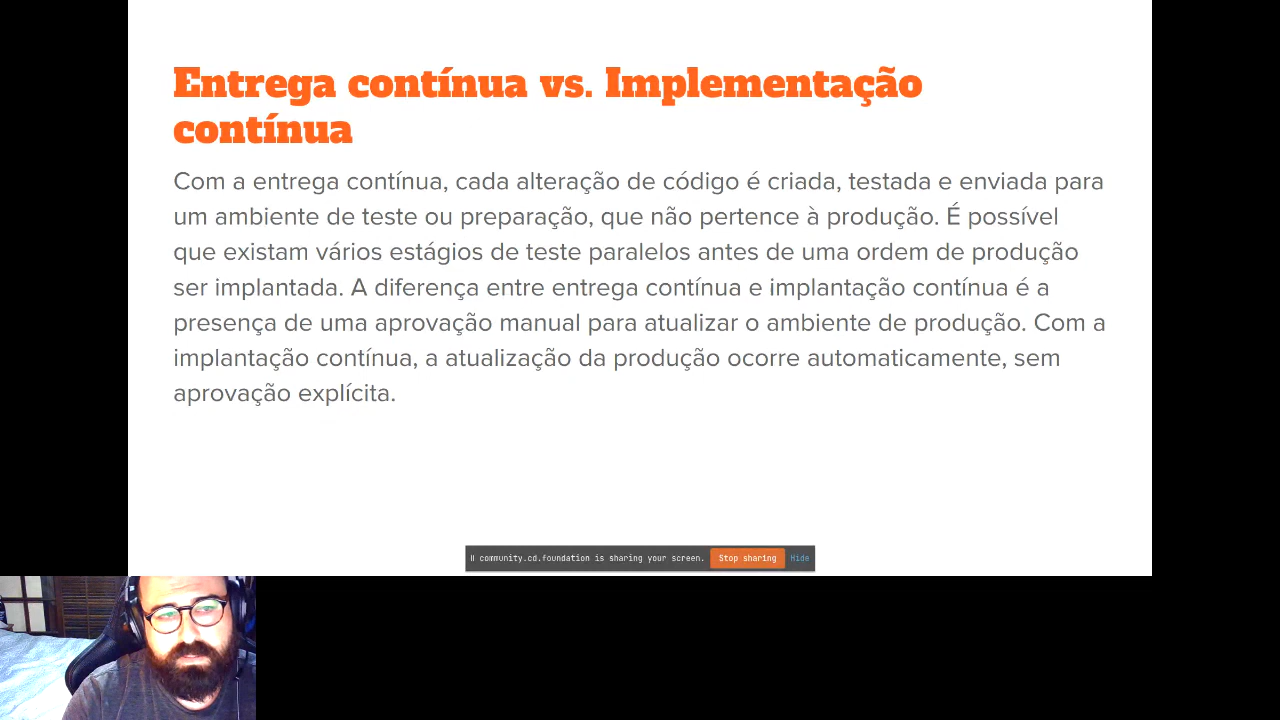 Entrega contínua vs. Implementação
contínua
Com a entrega contínua, cada alteração de código é criada, testada e enviada para
um ambiente de teste ou preparação, que não pertence à produção. É possível
que existam vários estágios de teste paralelos antes de uma ordem de produção
ser implantada. A diferença entre entrega contínua e implantação contínua é a
presença de uma aprovação manual para atualizar o ambiente de produção. Com a
implantação contínua, a atualização da produção ocorre automaticamente, sem
aprovação explícita.
community.cd.foundation is sharing your screen. Stop sharing Hide